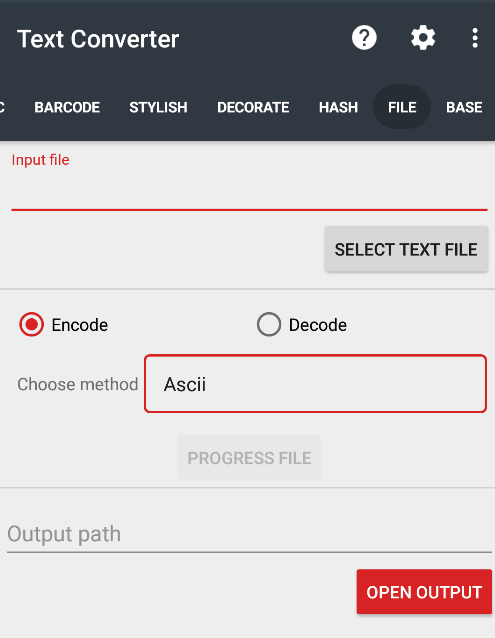 Text Converter
C BARCODE STYLISH DECORATE HASH FILE BASE
Input file
SELECT TEXT FILE
Encode Decode
Choose method Ascii
PROGRESS FILE
Output path
OPEN OUTPUT